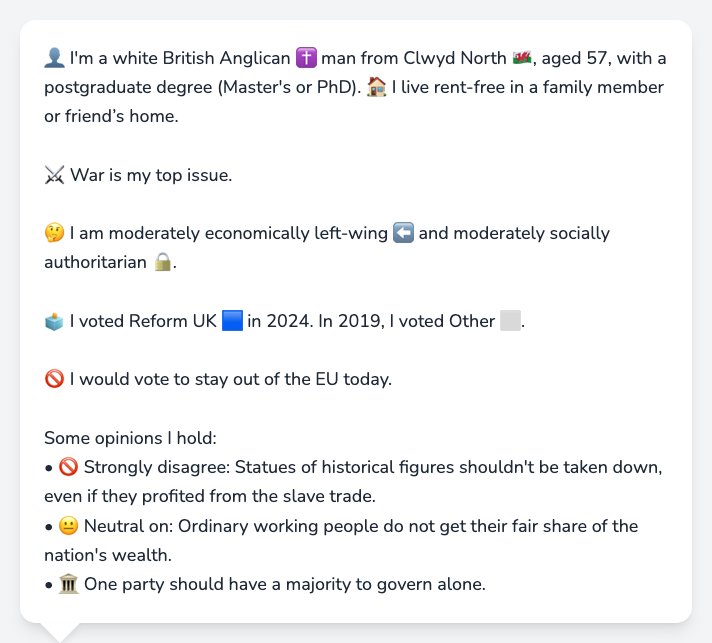 👤 I'm a white British Anglican ✝️ man from Clwyd North 🏴󠁧󠁢󠁷󠁬󠁳󠁿, aged 57, with a
postgraduate degree (Master's or PhD). 🏠 I live rent-free in a family member
or friend’s home.
⚔️ War is my top issue.
🤔 I am moderately economically left-wing ⬅️ and moderately socially
authoritarian 🔒.
🗳️ I voted Reform UK 🟦 in 2024. In 2019, I voted Other ⬜.
🚫 I would vote to stay out of the EU today.
Some opinions I hold:
• 🚫 Strongly disagree: Statues of historical figures shouldn't be taken down,
even if they profited from the slave trade.
• 😐 Neutral on: Ordinary working people do not get their fair share of the
nation's wealth.
• 🏛️ One party should have a majority to govern alone.